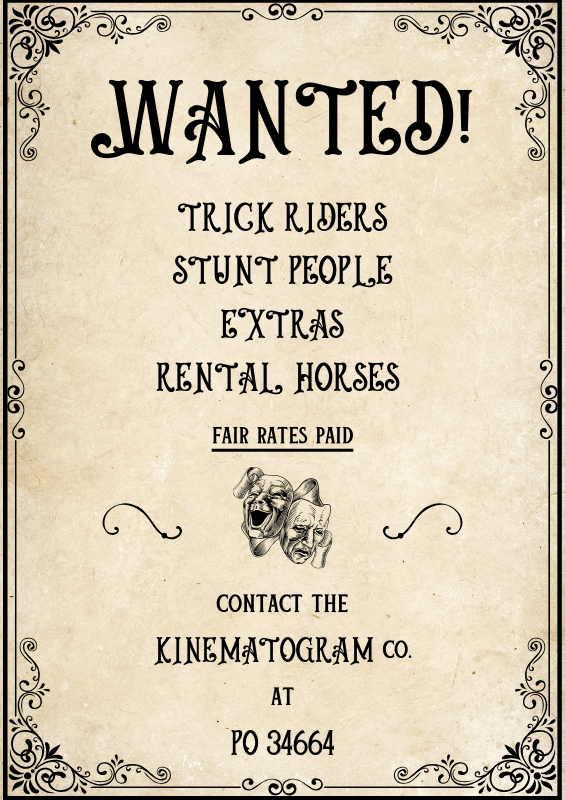 WANTED!
TRICK RIDERS
STUNT PEOPLE
EXTRAS
RENTAL HORSES
FAIR RATES PAID
CONTACT THE
KINEMATOGRAM CO.
AT
PO 34664